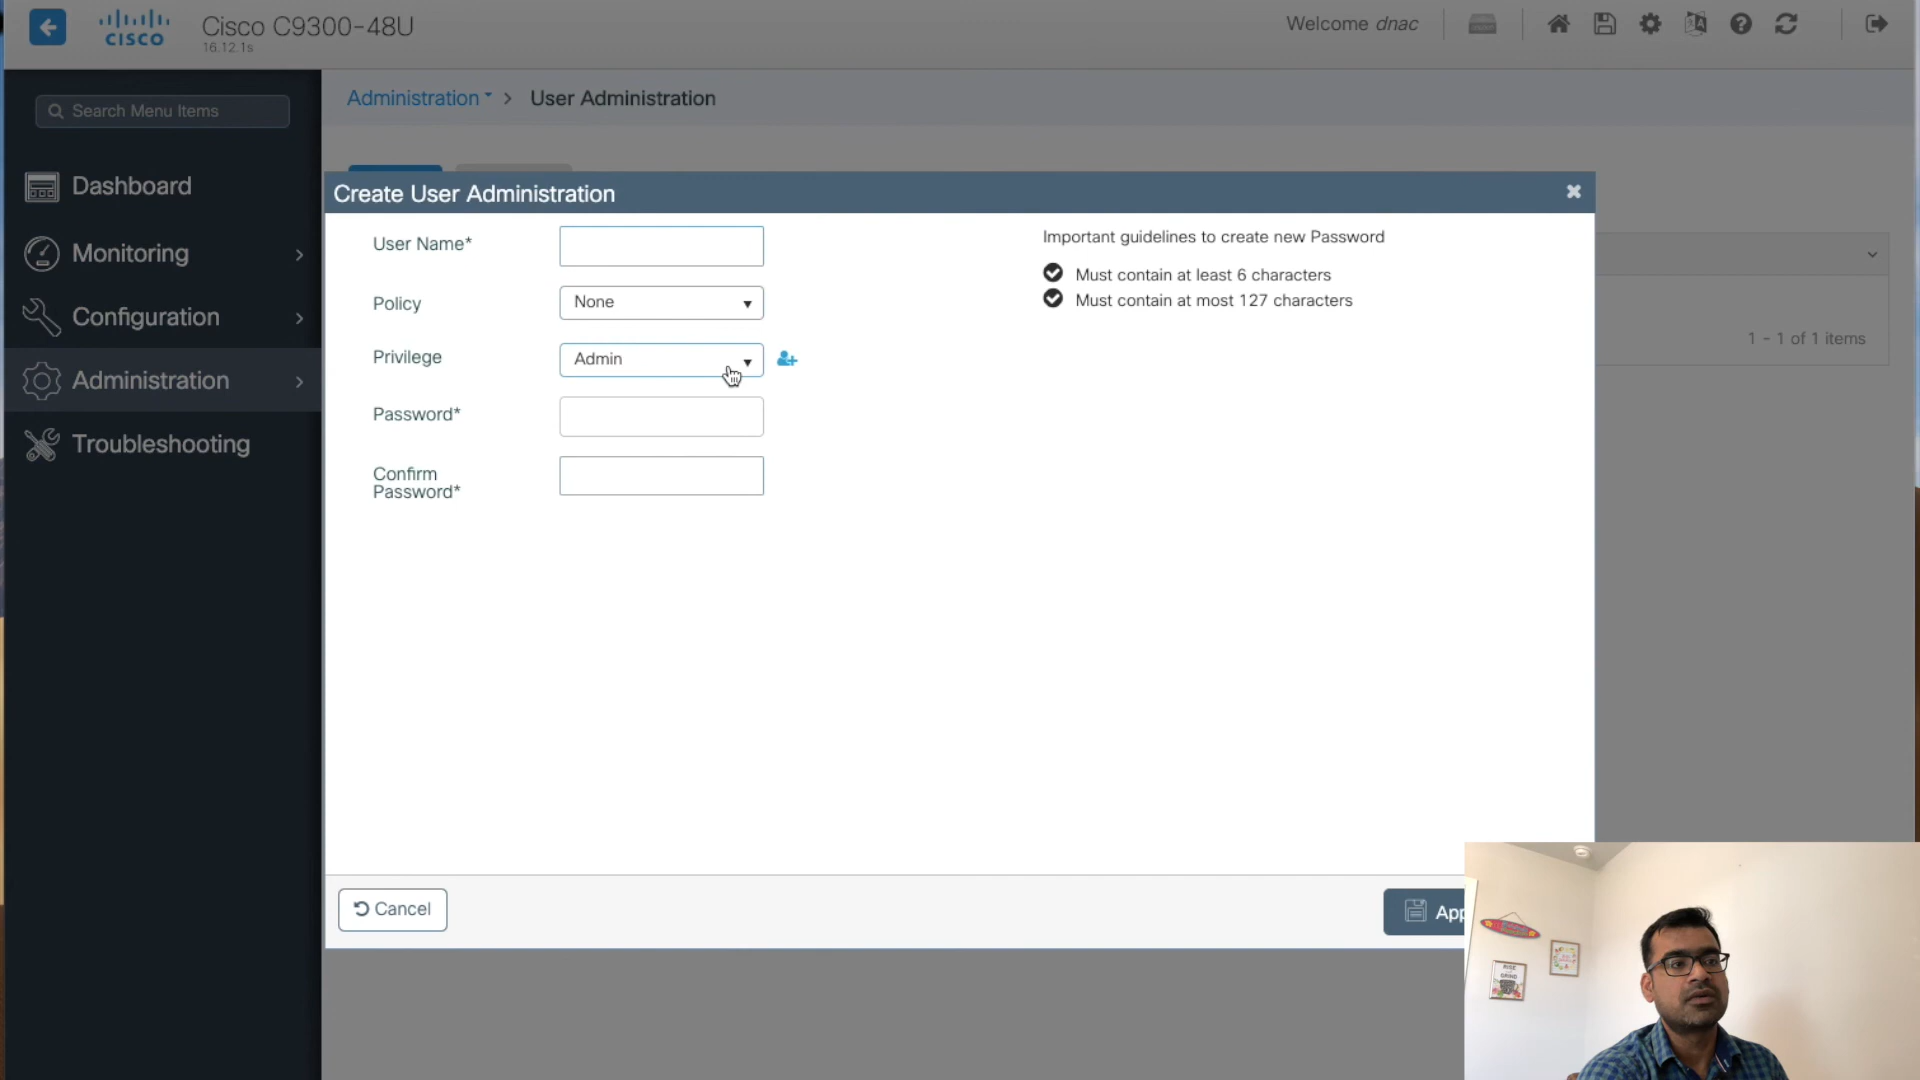 CISCO
Cisco C9300-48U
16.12.1s
Welcome dnac
Search Menu Items
Dashboard
Monitoring
Configuration
Administration
Troubleshooting
Administration > User Administration
Create User Administration
User Name*
Policy
None
Privilege
Admin
Password*
Confirm
Password*
Important guidelines to create new Password
Must contain at least 6 characters
Must contain at most 127 characters
1 - 1 of 1 items
Cancel
App
RISE
GRIND